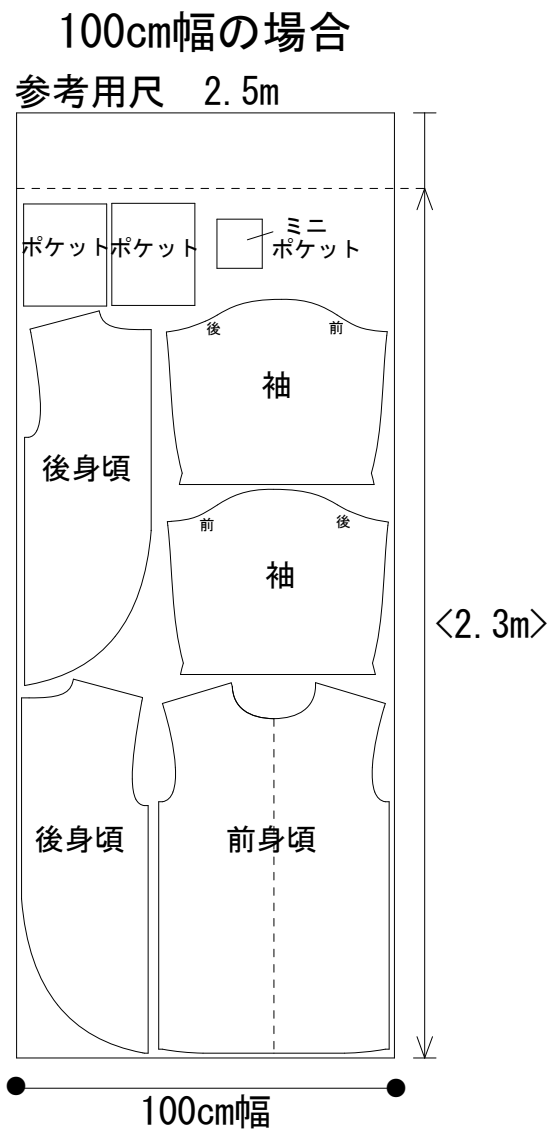 100cm幅の場合
参考用尺 2.5m
ポケット
ポケット
ミニ
ポケット
後
前
袖
後身頃
前
後
袖
<2.3m>
後身頃
前身頃
100cm幅